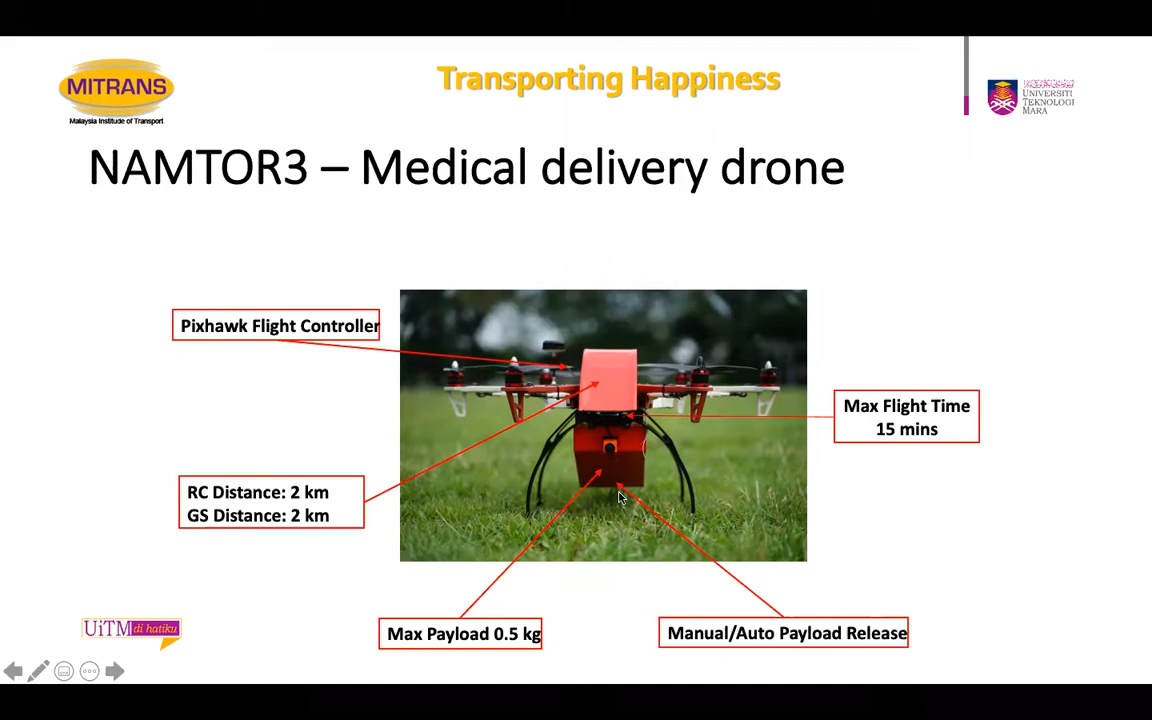 MITRANS
Malaysia Institute of Transport
Transporting Happiness
UNIVERSITI
TEKNOLOGI
MARA
NAMTOR3 – Medical delivery drone
Pixhawk Flight Controller
Max Flight Time
15 mins
RC Distance: 2 km
GS Distance: 2 km
Max Payload 0.5 kg
Manual/Auto Payload Release
UiTM di hatiku